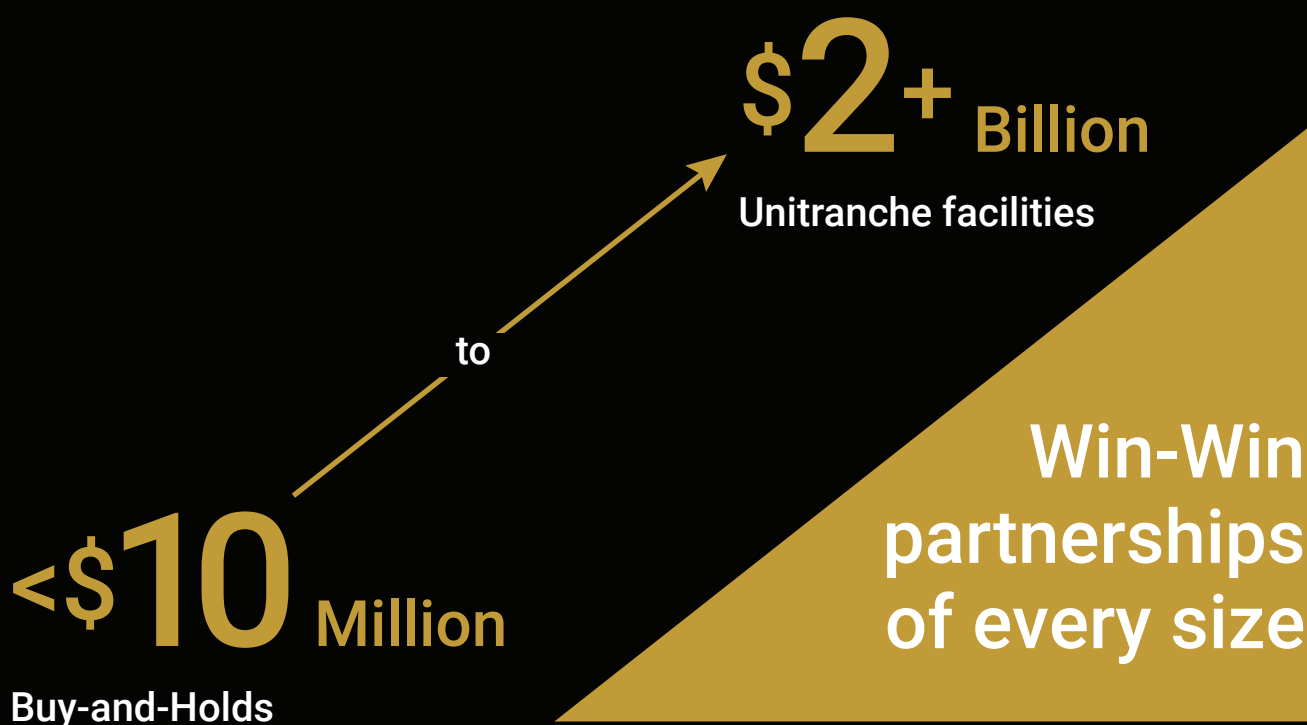 $2+ Billion
Unitranche facilities
to
<$10 Million
Buy-and-Holds
Win-Win
partnerships
of every size